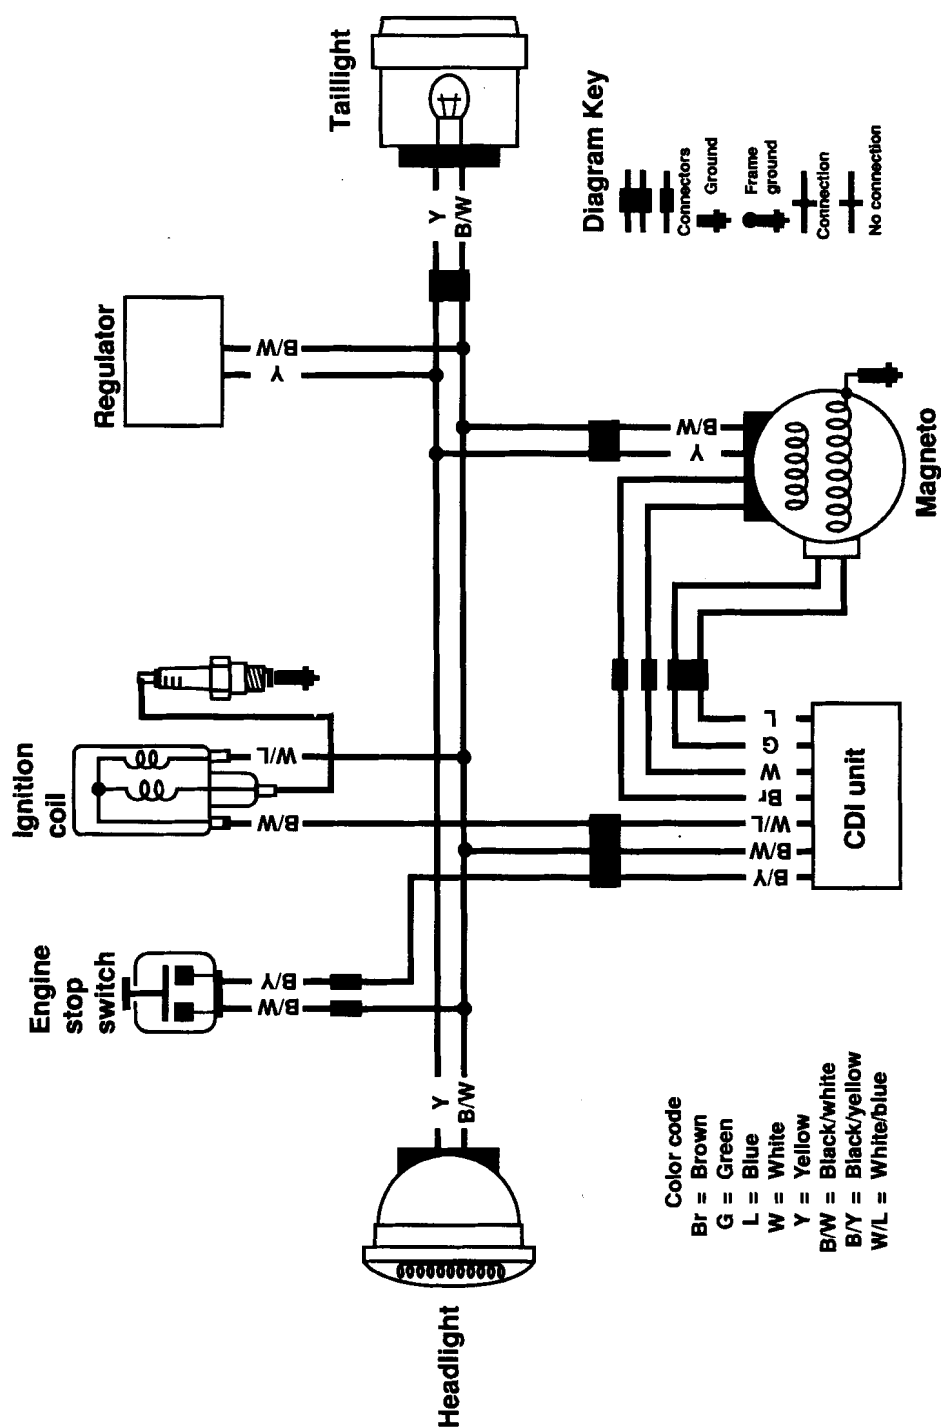 Ignition
coil
Engine
stop
switch
Regulator
Taillight
Headlight
Magneto
CDI unit
Y
B/W
Y
B/W
B/Y
B/W
W/L
B/W
Y
B/W
Y
B/W
B/Y
B/W
W/L
Br
W
G
L
Y
B/W
Color code
Br = Brown
G = Green
L = Blue
W = White
Y = Yellow
B/W = Black/white
B/Y = Black/yellow
W/L = White/blue
Diagram Key
Connectors
Ground
Frame
ground
Connection
No connection